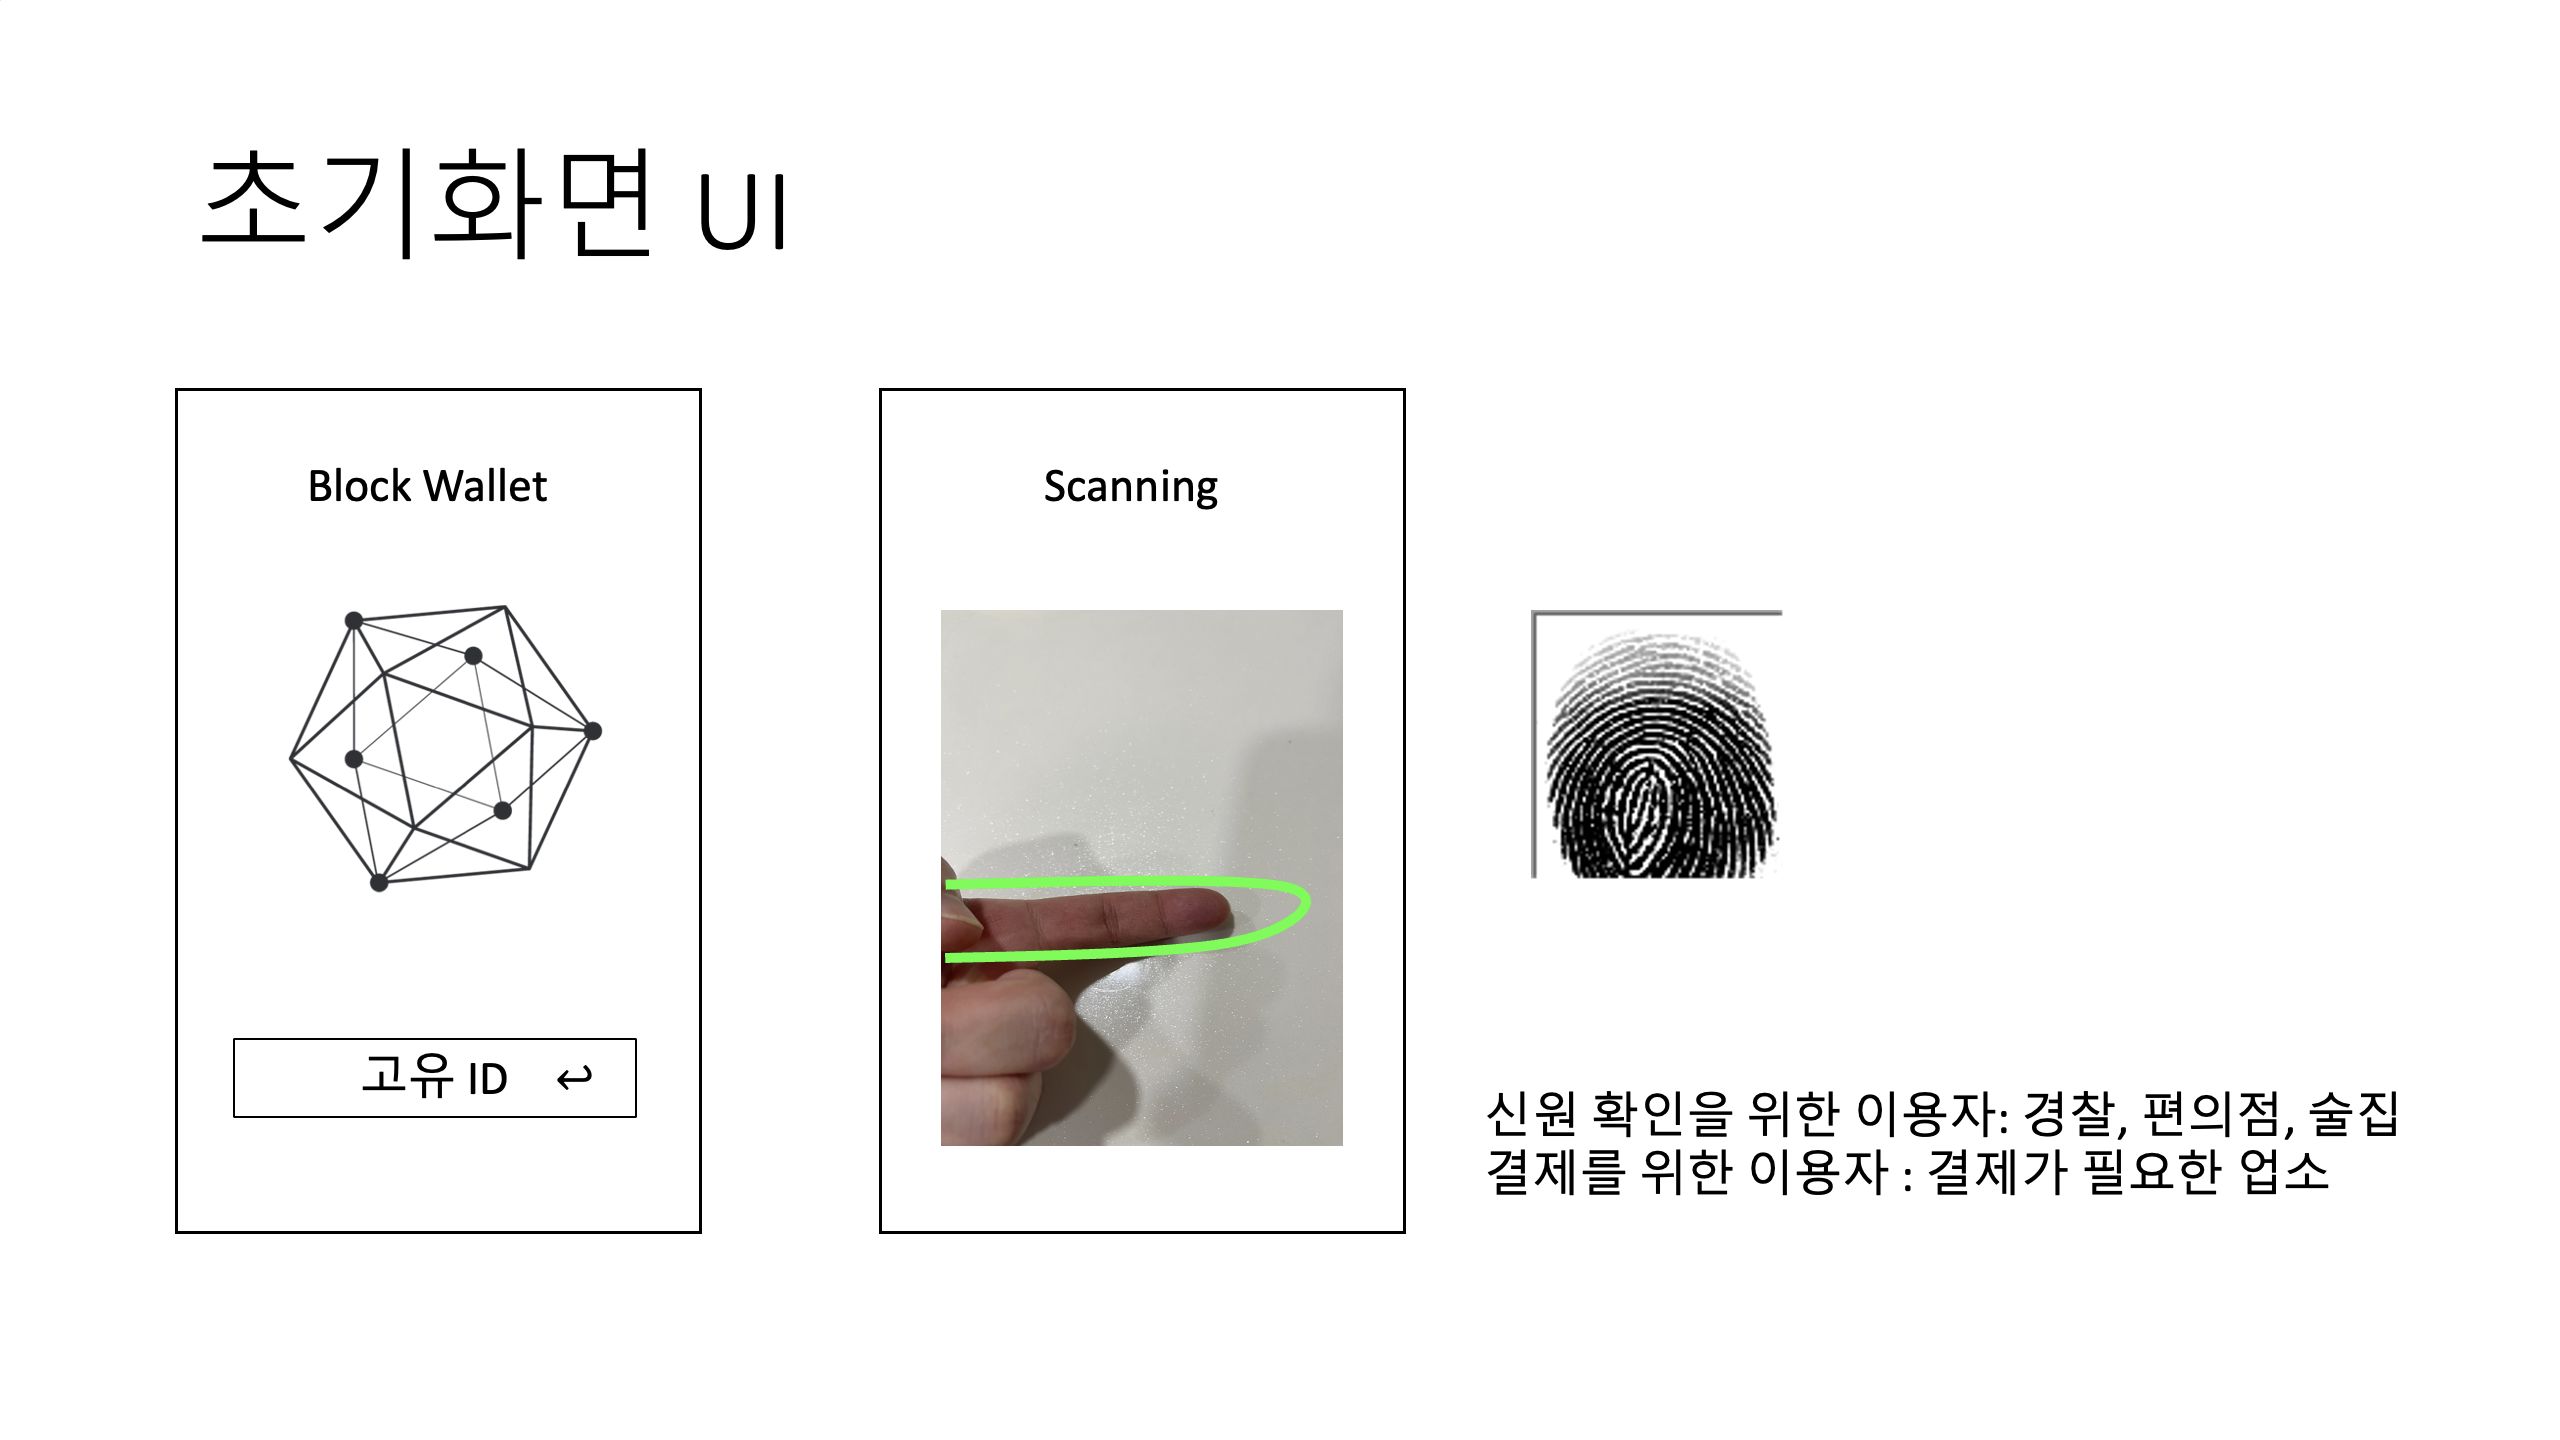 초기화면 UI
Block Wallet
고유 ID ↩
Scanning
신원 확인을 위한 이용자: 경찰, 편의점, 술집
결제를 위한 이용자 : 결제가 필요한 업소